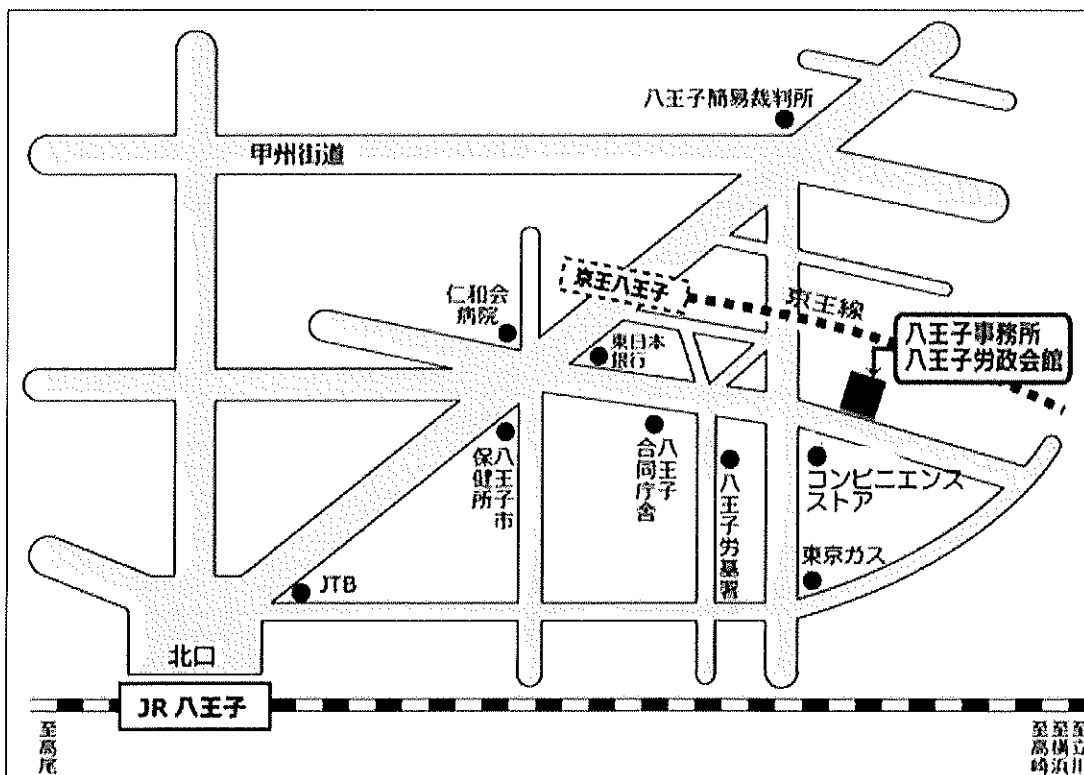 八王子簡易裁判所
甲州街道
京王八王子
京王線
仁和会
病院
東日本
銀行
八王子事務所
八王子労政会館
八王子市
保健所
八王子
合同庁舎
八王子労基署
コンビニエンス
ストア
東京ガス
JTB
北口
JR 八王子
至高尾
至高崎
至横浜
至立川